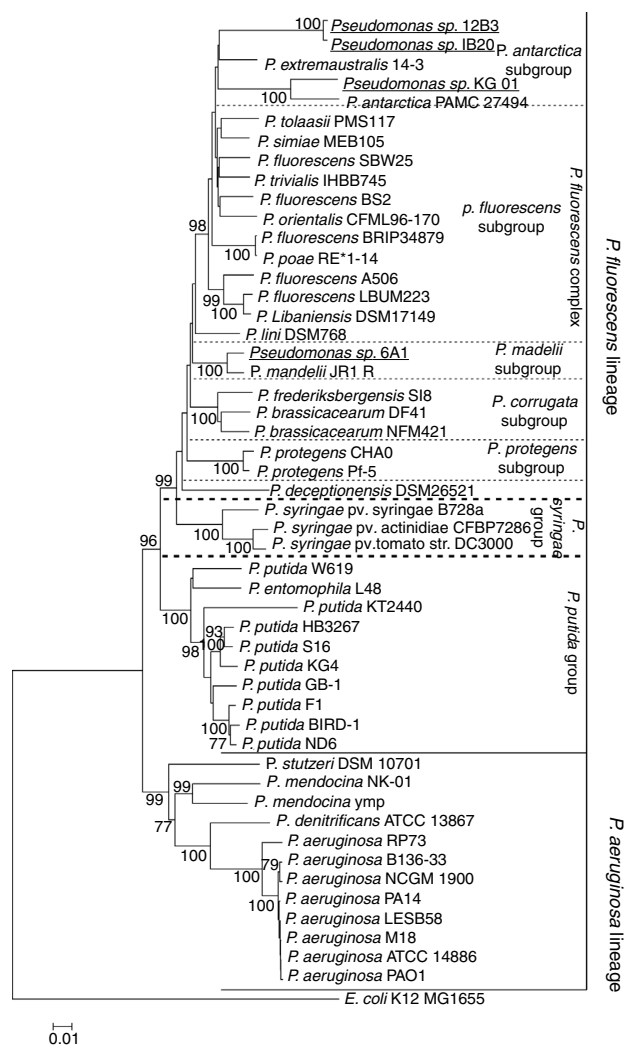 100
Pseudomonas sp. 12B3
Pseudomonas sp. IB20
P. antarctica
subgroup
P. extremaustralis 14-3
Pseudomonas sp. KG 01
100
P. antarctica PAMC 27494
P. tolaasii PMS117
P. simiae MEB105
P. fluorescens SBW25
P. trivialis IHBB745
P. fluorescens BS2
p. fluorescens
subgroup
P. orientalis CFML96-170
98
P. fluorescens BRIP34879
100
P. poae RE*1-14
P. fluorescens A506
99
P. fluorescens LBUM223
100
P. Libaniensis DSM17149
P. lini DSM768
P. fluorescens complex
P. fluorescens lineage
Pseudomonas sp. 6A1
100
P. mandelii JR1 R
P. madelii
subgroup
P. frederiksbergensis SI8
P. brassicacearum DF41
100
P. brassicacearum NFM421
P. corrugata
subgroup
P. protegens CHA0
100
P. protegens Pf-5
P. protegens
subgroup
99
P. deceptionensis DSM26521
P. syringae pv. syringae B728a
100
P. syringae pv. actinidiae CFBP7286
100
P. syringae pv.tomato str. DC3000
P.
syringae
group
96
P. putida W619
P. entomophila L48
100
P. putida KT2440
93
P. putida HB3267
100
P. putida S16
98
P. putida KG4
P. putida GB-1
P. putida F1
100
P. putida BIRD-1
77
P. putida ND6
P. putida group
P. stutzeri DSM 10701
99
P. mendocina NK-01
99
P. mendocina ymp
77
P. denitrificans ATCC 13867
100
P. aeruginosa RP73
79
P. aeruginosa B136-33
100
P. aeruginosa NCGM 1900
P. aeruginosa PA14
100
P. aeruginosa LESB58
P. aeruginosa M18
P. aeruginosa ATCC 14886
P. aeruginosa PAO1
P. aeruginosa lineage
E. coli K12 MG1655
0.01